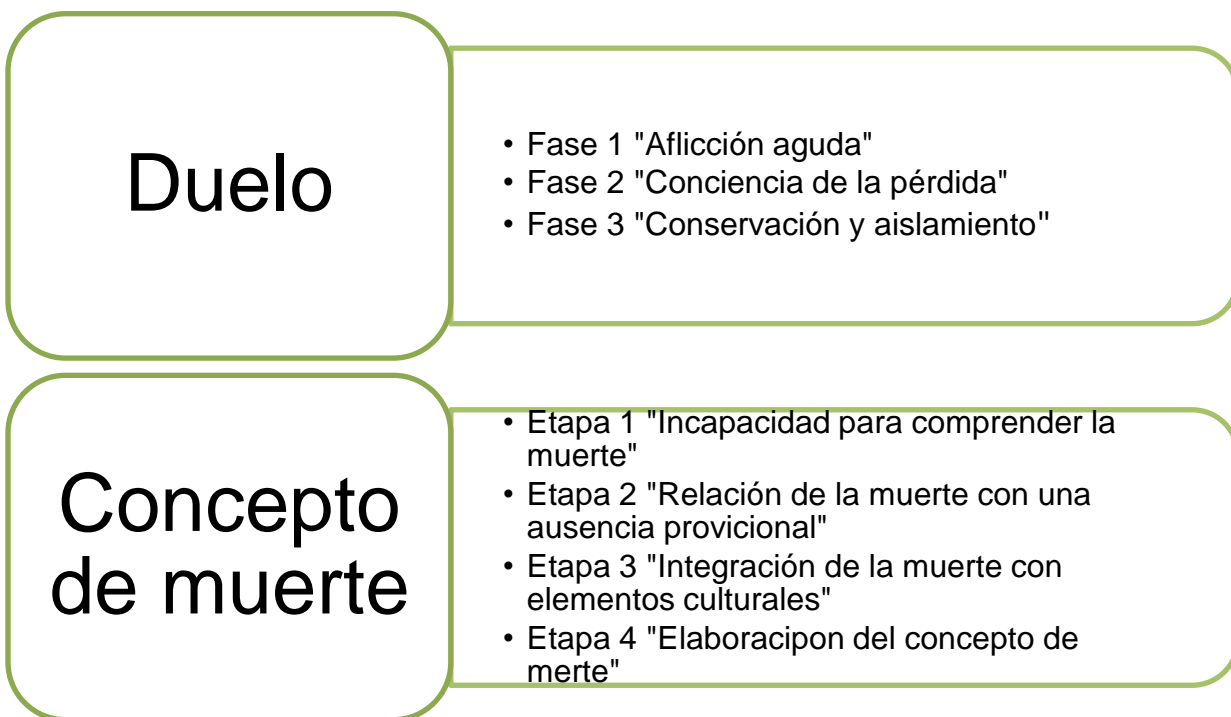 Duelo
• Fase 1 "Aflicción aguda"
• Fase 2 "Conciencia de la pérdida"
• Fase 3 "Conservación y aislamiento"
Concepto
de muerte
• Etapa 1 "Incapacidad para comprender la
muerte"
• Etapa 2 "Relación de la muerte con una
ausencia provicional"
• Etapa 3 "Integración de la muerte con
elementos culturales"
• Etapa 4 "Elaboracipon del concepto de
merte"